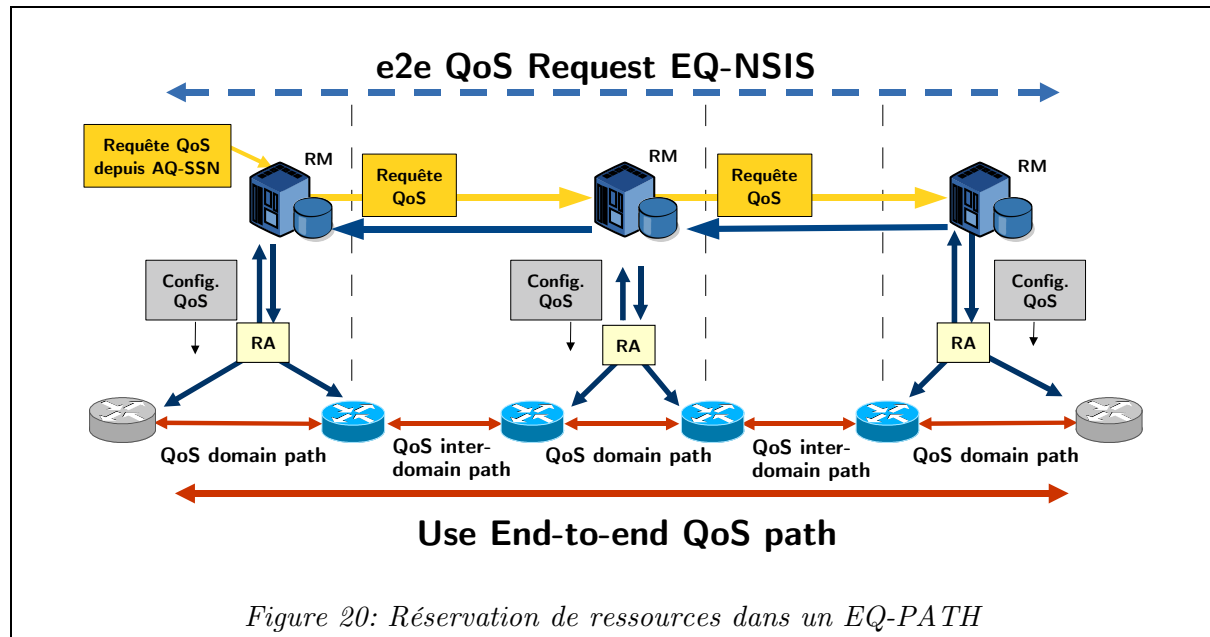 e2e QoS Request EQ-NSIS
Requête QoS
depuis AQ-SSN
RM
Requête
QoS
RM
Requête
QoS
RM
Config.
QoS
RA
Config.
QoS
RA
RA
Config.
QoS
QoS domain path
QoS inter-
domain path
QoS domain path
QoS inter-
domain path
QoS domain path
Use End-to-end QoS path
Figure 20: Réservation de ressources dans un EQ-PATH